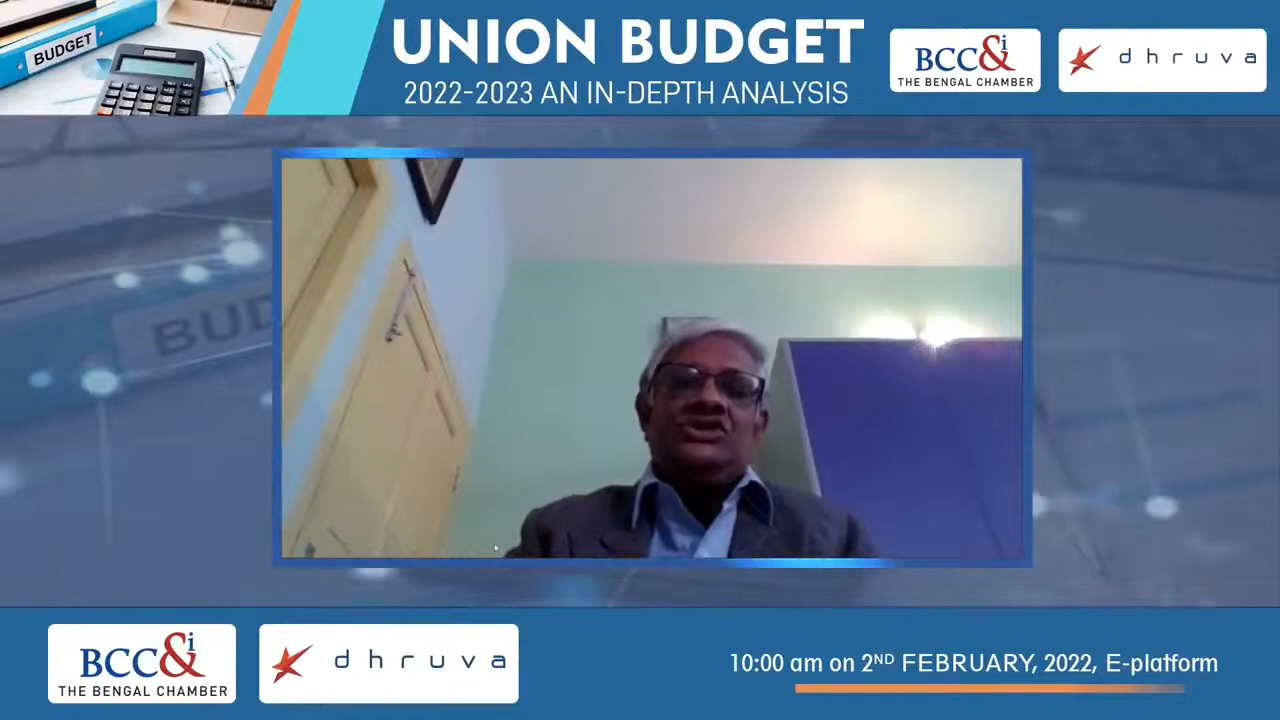 BUDGET
UNION BUDGET
2022-2023 AN IN-DEPTH ANALYSIS
BCC&i
THE BENGAL CHAMBER
dhruva
BUD
BCC&i
THE BENGAL CHAMBER
dhruva
10:00 am on 2ND FEBRUARY, 2022, E-platform